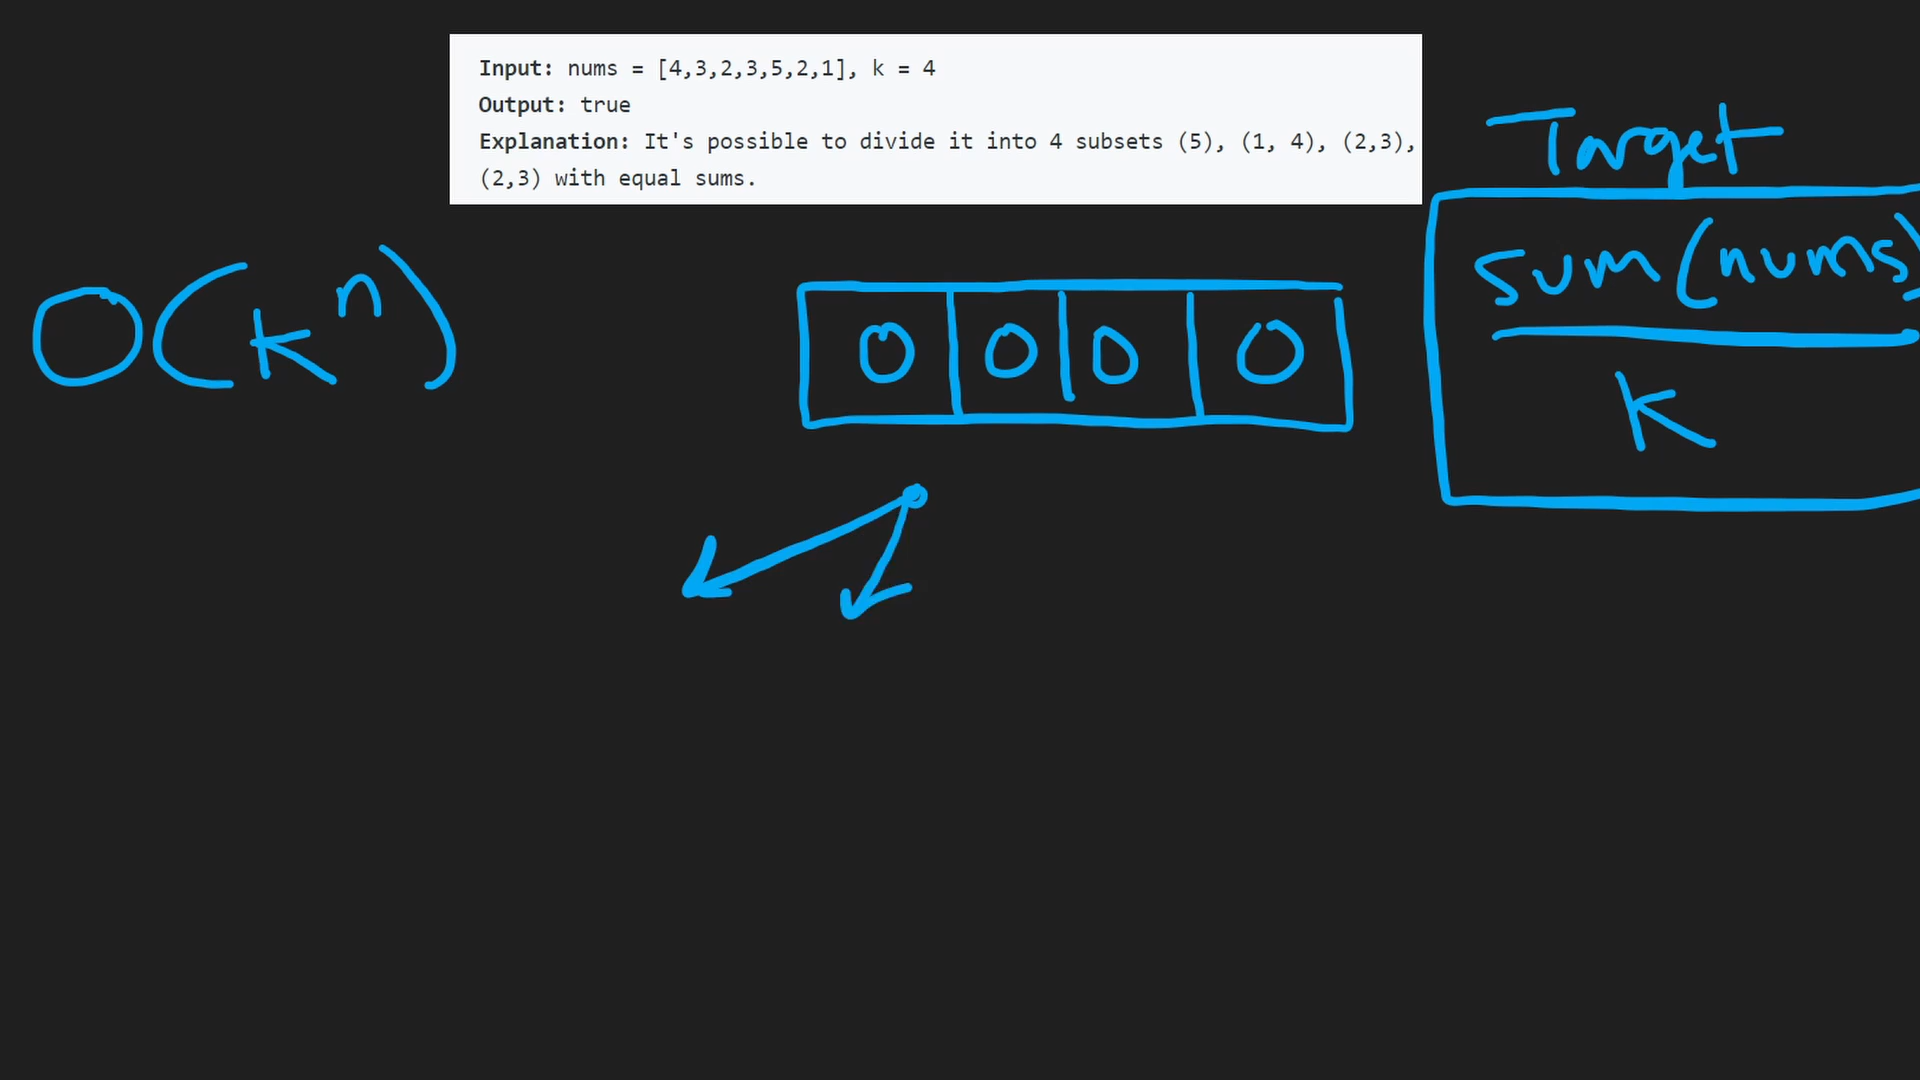 Input: nums = [4,3,2,3,5,2,1], k = 4
Output: true
Explanation: It's possible to divide it into 4 subsets (5), (1, 4), (2,3),
(2,3) with equal sums.
Target
sum(nums)
k
O(k^n)
0 0 0 0